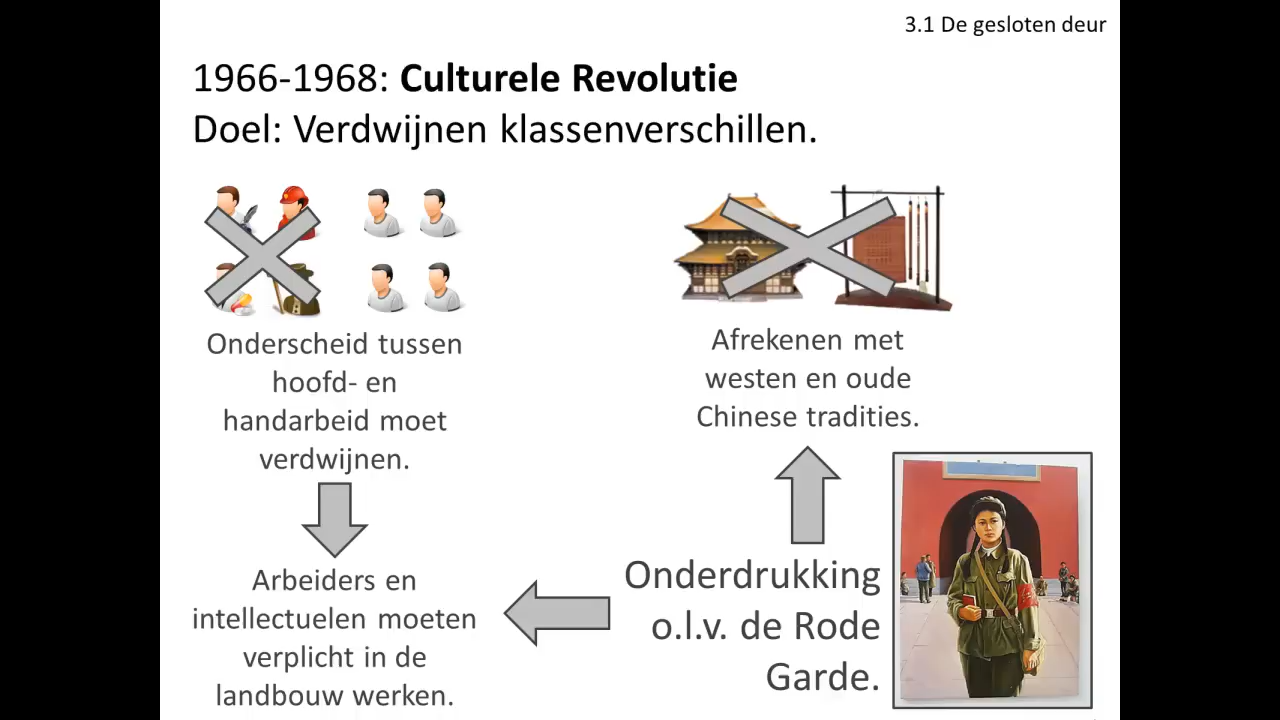 3.1 De gesloten deur
1966-1968: Culturele Revolutie
Doel: Verdwijnen klassenverschillen.
Onderscheid tussen
hoofd- en
handarbeid moet
verdwijnen.
Afrekenen met
westen en oude
Chinese tradities.
Arbeiders en
intellectuelen moeten
verplicht in de
landbouw werken.
Onderdrukking
o.l.v. de Rode
Garde.